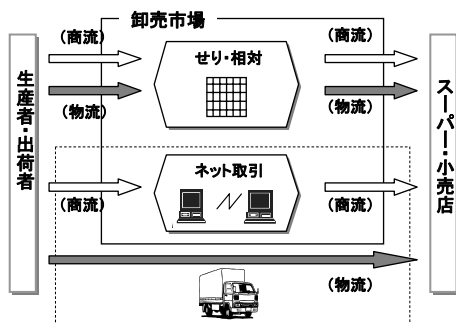 卸売市場
(商流)
(商流)
せり・相対
(物流)
(物流)
生産者・出荷者
スーパー・小売店
ネット取引
(商流)
(商流)
(物流)